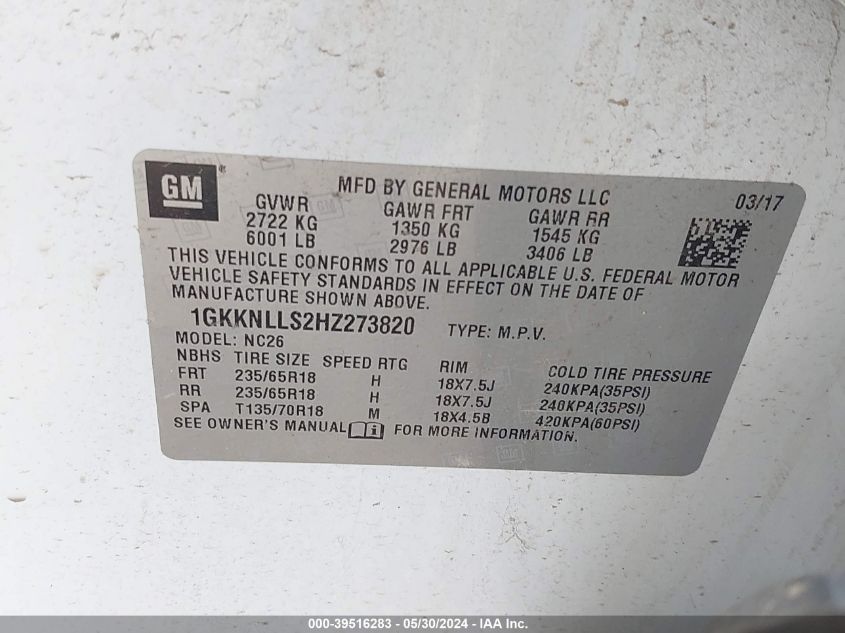 GM®
MFD BY GENERAL MOTORS LLC 03/17
GVWR GAWR FRT GAWR RR
2722 KG 1350 KG 1545 KG
6001 LB 2976 LB 3406 LB
THIS VEHICLE CONFORMS TO ALL APPLICABLE U.S. FEDERAL MOTOR
VEHICLE SAFETY STANDARDS IN EFFECT ON THE DATE OF
MANUFACTURE SHOWN ABOVE.
1GKKNLLS2HZ273820 TYPE: M.P.V.
MODEL: NC26
NBHS TIRE SIZE SPEED RTG RIM COLD TIRE PRESSURE
FRT 235/65R18 H 18X7.5J 240KPA(35PSI)
RR 235/65R18 H 18X7.5J 240KPA(35PSI)
SPA T135/70R18 M 18X4.5B 420KPA(60PSI)
SEE OWNER'S MANUAL FOR MORE INFORMATION.
000-39516283 - 05/30/2024 - IAA Inc.